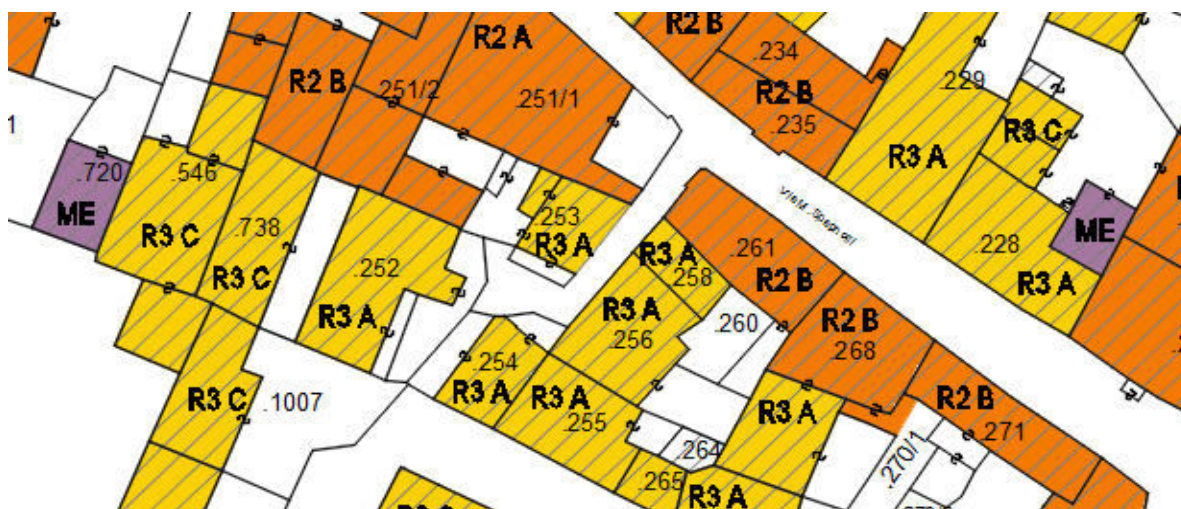 R2 A
R2 B
.234
R2 B
.251/2
.251/1
R2 B
.235
.229
R3 C
R3 A
1
.720
.546
ME
R3 C
.738
R3 C
.253
R3 A
.252
R3 A
R3 A
.258
.261
R2 B
.228
ME
R3 A
R3 A
.256
.260
R2 B
.268
.254
R3 A
R3 A
.255
R3 C
.1007
R3 A
R2 B
.271
.264
.270/1
.265
R3 A